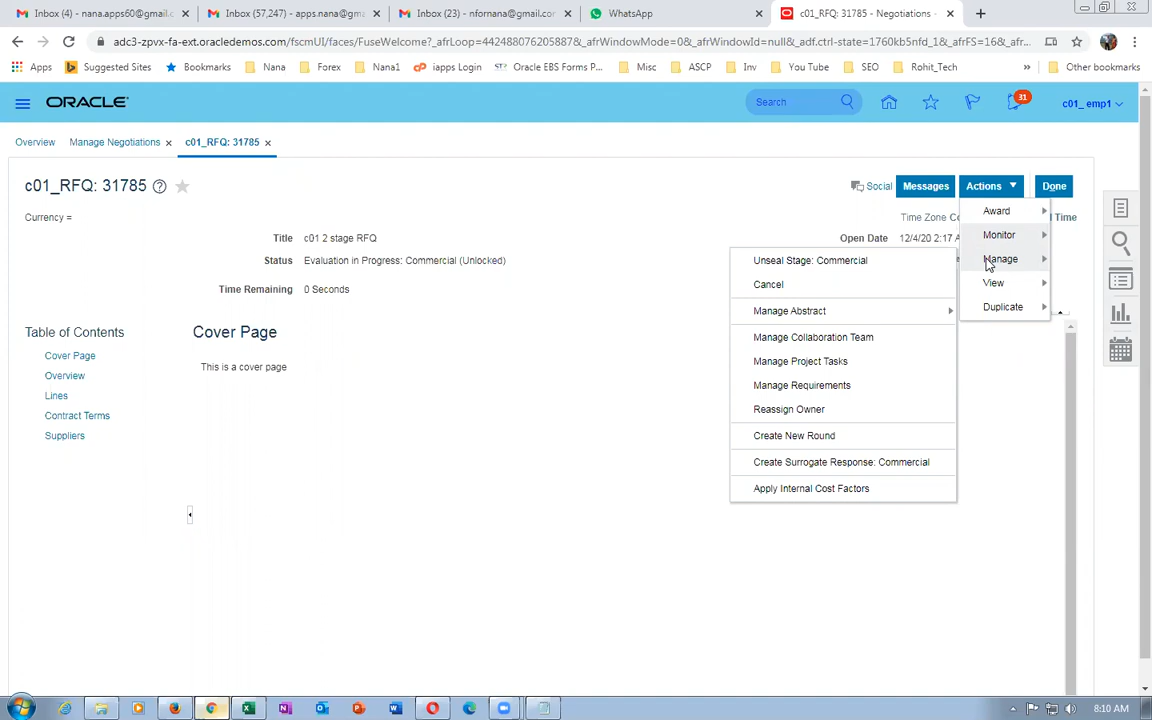 Inbox (4) - nana.apps60@gmail.c
Inbox (57,247) - apps.nana@gma
Inbox (23) - nfornana@gmail.con
WhatsApp
c01_RFQ: 31785 - Negotiations -
adc3-zpvx-fa-ext.oracledemos.com/fscmUI/faces/FuseWelcome?_afrLoop=442488076205887&_afrWindowMode=0&_afrWindowId=null&_adf.ctrl-state=1760kb5nfd_1&_afrFS=16&_afrM...
Apps
Suggested Sites
Bookmarks
Nana
Forex
Nana1
iapps Login
Oracle EBS Forms P...
Misc
ASCP
Inv
You Tube
SEO
Rohit_Tech
»
Other bookmarks
ORACLE
Search
31
c01_ emp1
Overview
Manage Negotiations
c01_RFQ: 31785
c01_RFQ: 31785
Social
Messages
Actions
Done
Currency =
Time Zone Co
Time
Title c01 2 stage RFQ
Open Date 12/4/20 2:17 A
Status Evaluation in Progress: Commercial (Unlocked)
Time Remaining 0 Seconds
Award
Monitor
Manage
View
Duplicate
Unseal Stage: Commercial
Cancel
Manage Abstract
Manage Collaboration Team
Manage Project Tasks
Manage Requirements
Reassign Owner
Create New Round
Create Surrogate Response: Commercial
Apply Internal Cost Factors
Table of Contents
Cover Page
Overview
Lines
Contract Terms
Suppliers
Cover Page
This is a cover page
8:10 AM